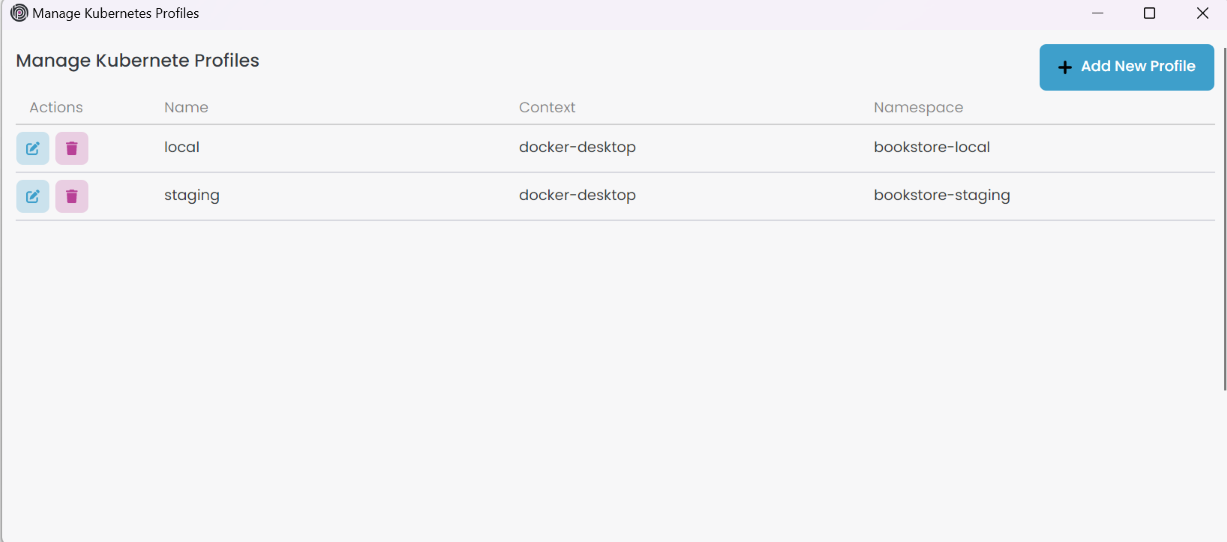 Manage Kubernetes Profiles
Manage Kubernete Profiles
Add New Profile
Actions Name Context Namespace
local docker-desktop bookstore-local
staging docker-desktop bookstore-staging